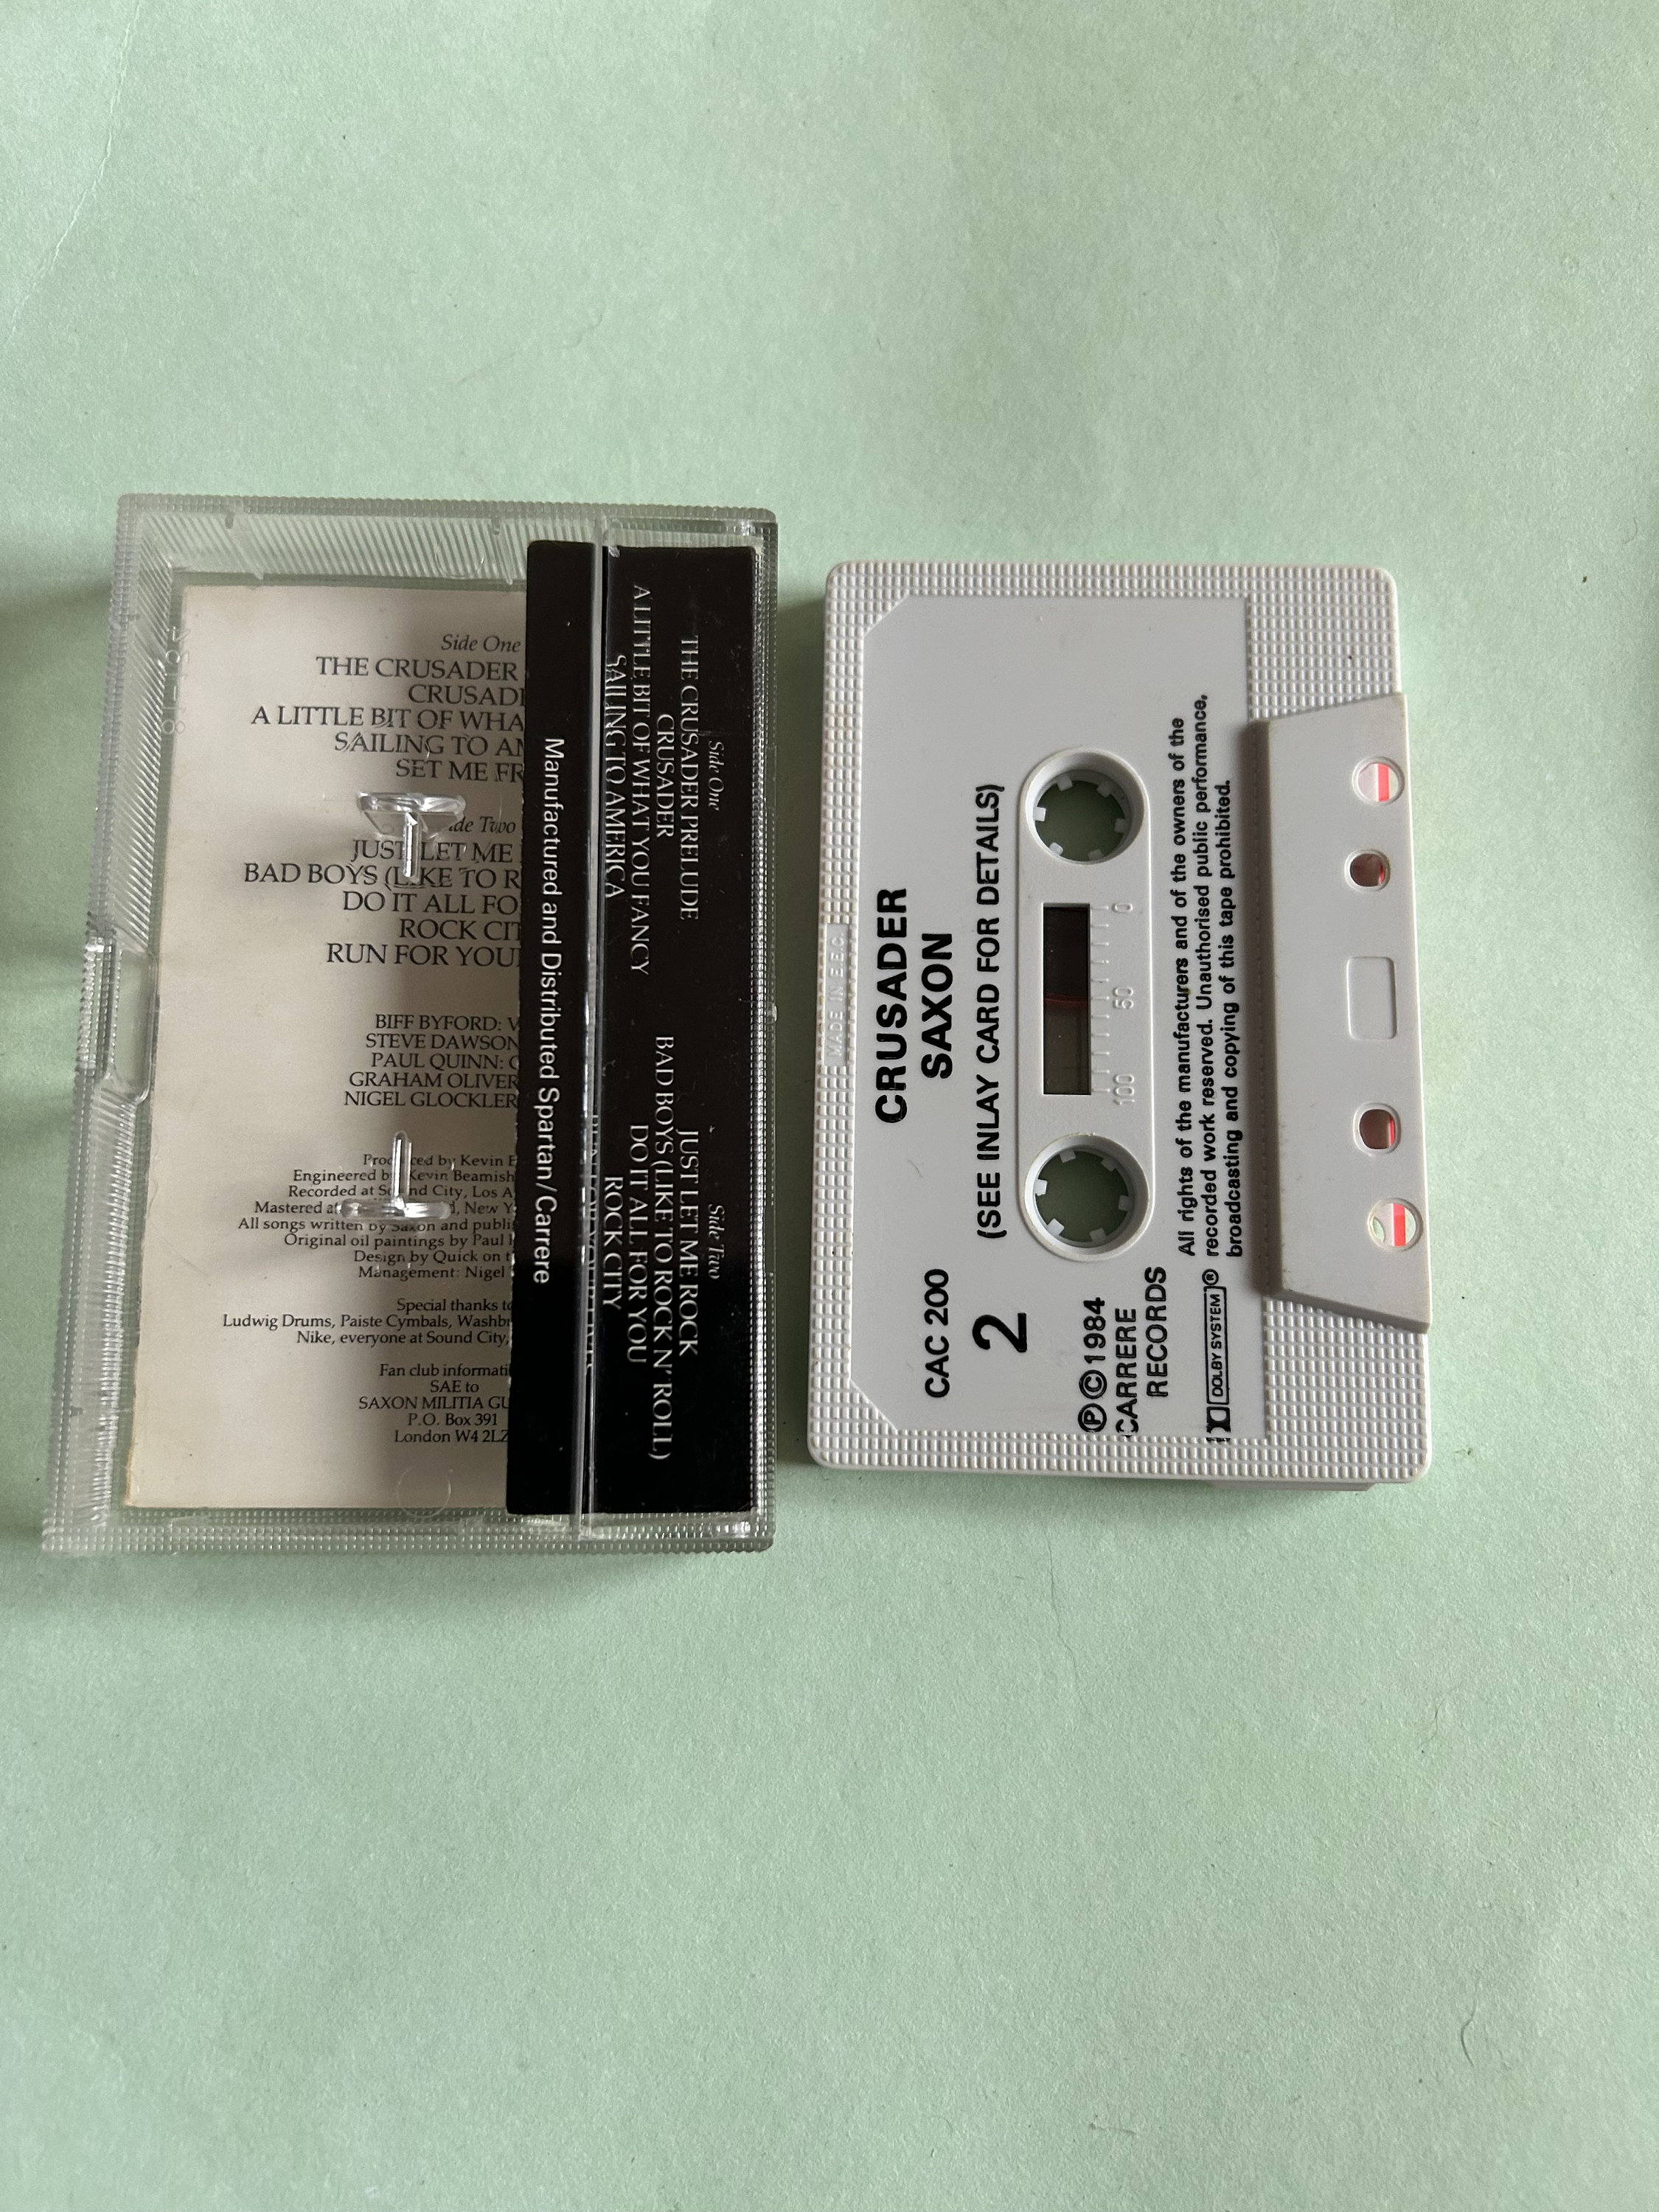 Side One
THE CRUSADER
CRUSADE
A LITTLE BIT OF WHA
SAILING TO AM
SET ME FR
ide Two
JUST LET ME
BAD BOYS (LIKE TO R
DO IT ALL FO
ROCK CIT
RUN FOR YOU
BIFF BYFORD: V
STEVE DAWSON
PAUL QUINN: G
GRAHAM OLIVER
NIGEL GLOCKLER
Produced by Kevin B
Engineered by Kevin Beamish
Recorded at Sound City, Los A
Mastered at d, New Y
All songs written by Saxon and publi
Original oil paintings by Paul
Design by Quick on t
Management: Nigel
Special thanks to
Ludwig Drums, Paiste Cymbals, Washb
Nike, everyone at Sound City,
Fan club informati
SAE to
SAXON MILITIA GU
P.O. Box 391
London W4 2LZ
Manufactured and Distributed Spartan/Carrere
Side One
THE CRUSADER PRELUDE
CRUSADER
A LITTLE BIT OF WHAT YOU FANCY
SAILING TO AMERICA
Side Two
JUST LET ME ROCK
BAD BOYS (LIKE TO ROCK N' ROLL)
DO IT ALL FOR YOU
ROCK CITY
MADE IN E.E.C.
CRUSADER
SAXON
(SEE INLAY CARD FOR DETAILS)
CAC 200
2
100 50 0
℗©1984
CARRERE
RECORDS
All rights of the manufacturers and of the owners of the
recorded work reserved. Unauthorised public performance,
broadcasting and copying of this tape prohibited.
DOLBY SYSTEM®